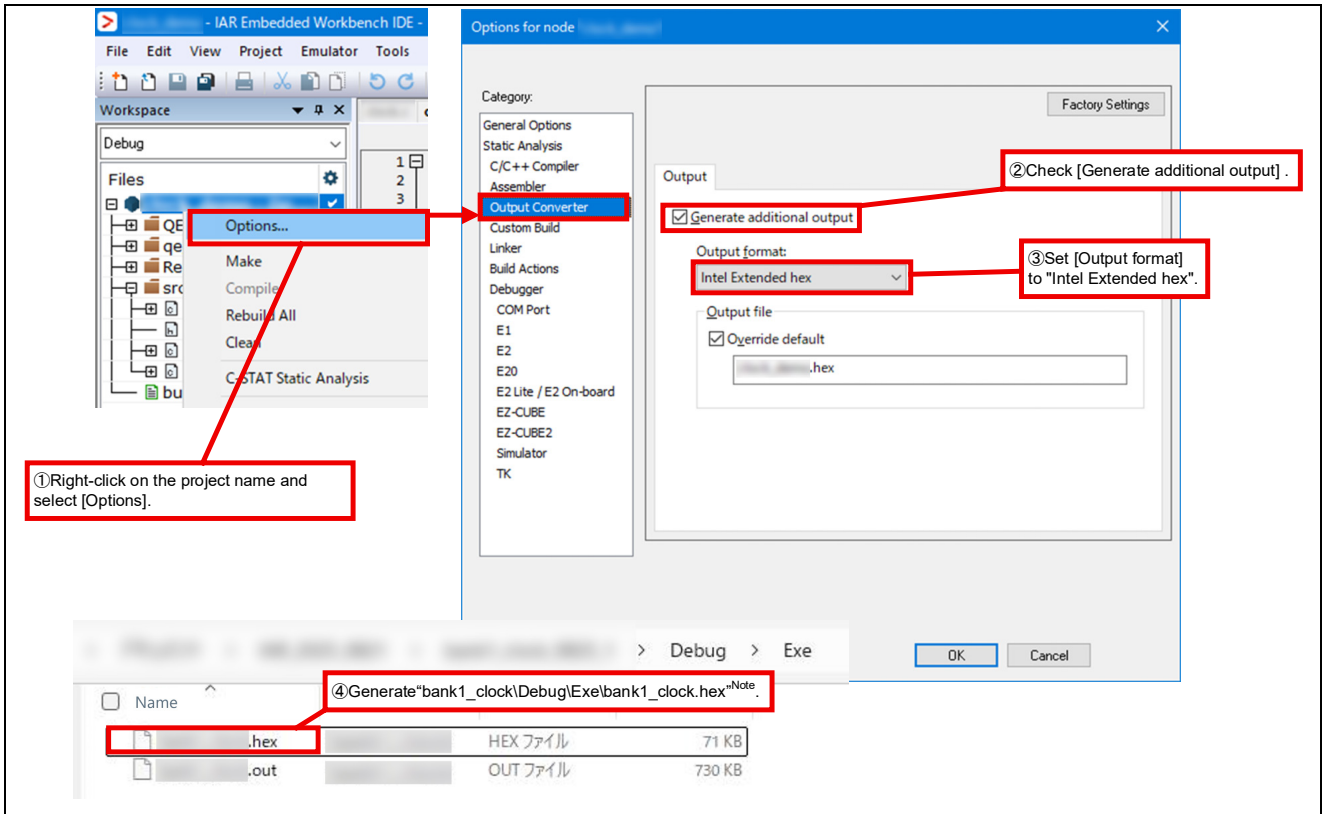 - IAR Embedded Workbench IDE -
File Edit View Project Emulator Tools
Workspace
Debug
Files
1
2
3
QE
qe
Re
src
bu
Options...
Make
Compile
Rebuild All
Clean
C-STAT Static Analysis
①Right-click on the project name and
select [Options].
Options for node
Category:
Factory Settings
General Options
Static Analysis
C/C++ Compiler
Assembler
Output Converter
Custom Build
Linker
Build Actions
Debugger
COM Port
E1
E2
E20
E2 Lite / E2 On-board
EZ-CUBE
EZ-CUBE2
Simulator
TK
Output
②Check [Generate additional output] .
Generate additional output
Output format:
Intel Extended hex
③Set [Output format]
to "Intel Extended hex".
Output file
Override default
.hex
OK Cancel
> Debug > Exe
④Generate“bank1_clock\Debug\Exe\bank1_clock.hex”Note.
Name
.hex HEX ファイル 71 KB
.out OUT ファイル 730 KB